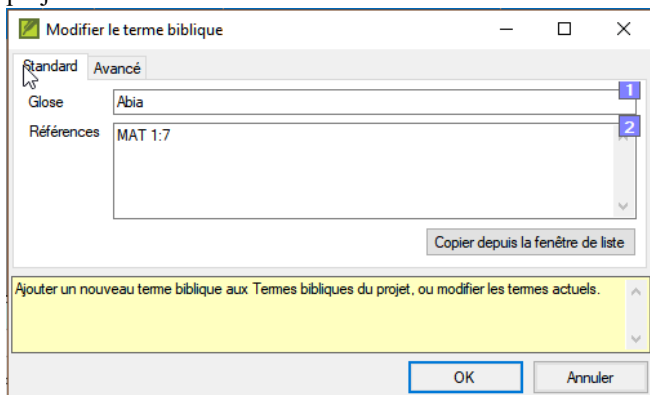 Modifier le terme biblique
Standard Avancé
Glose Abia 1
Références MAT 1:7 2
Copier depuis la fenêtre de liste
Ajouter un nouveau terme biblique aux Termes bibliques du projet, ou modifier les termes actuels.
OK Annuler